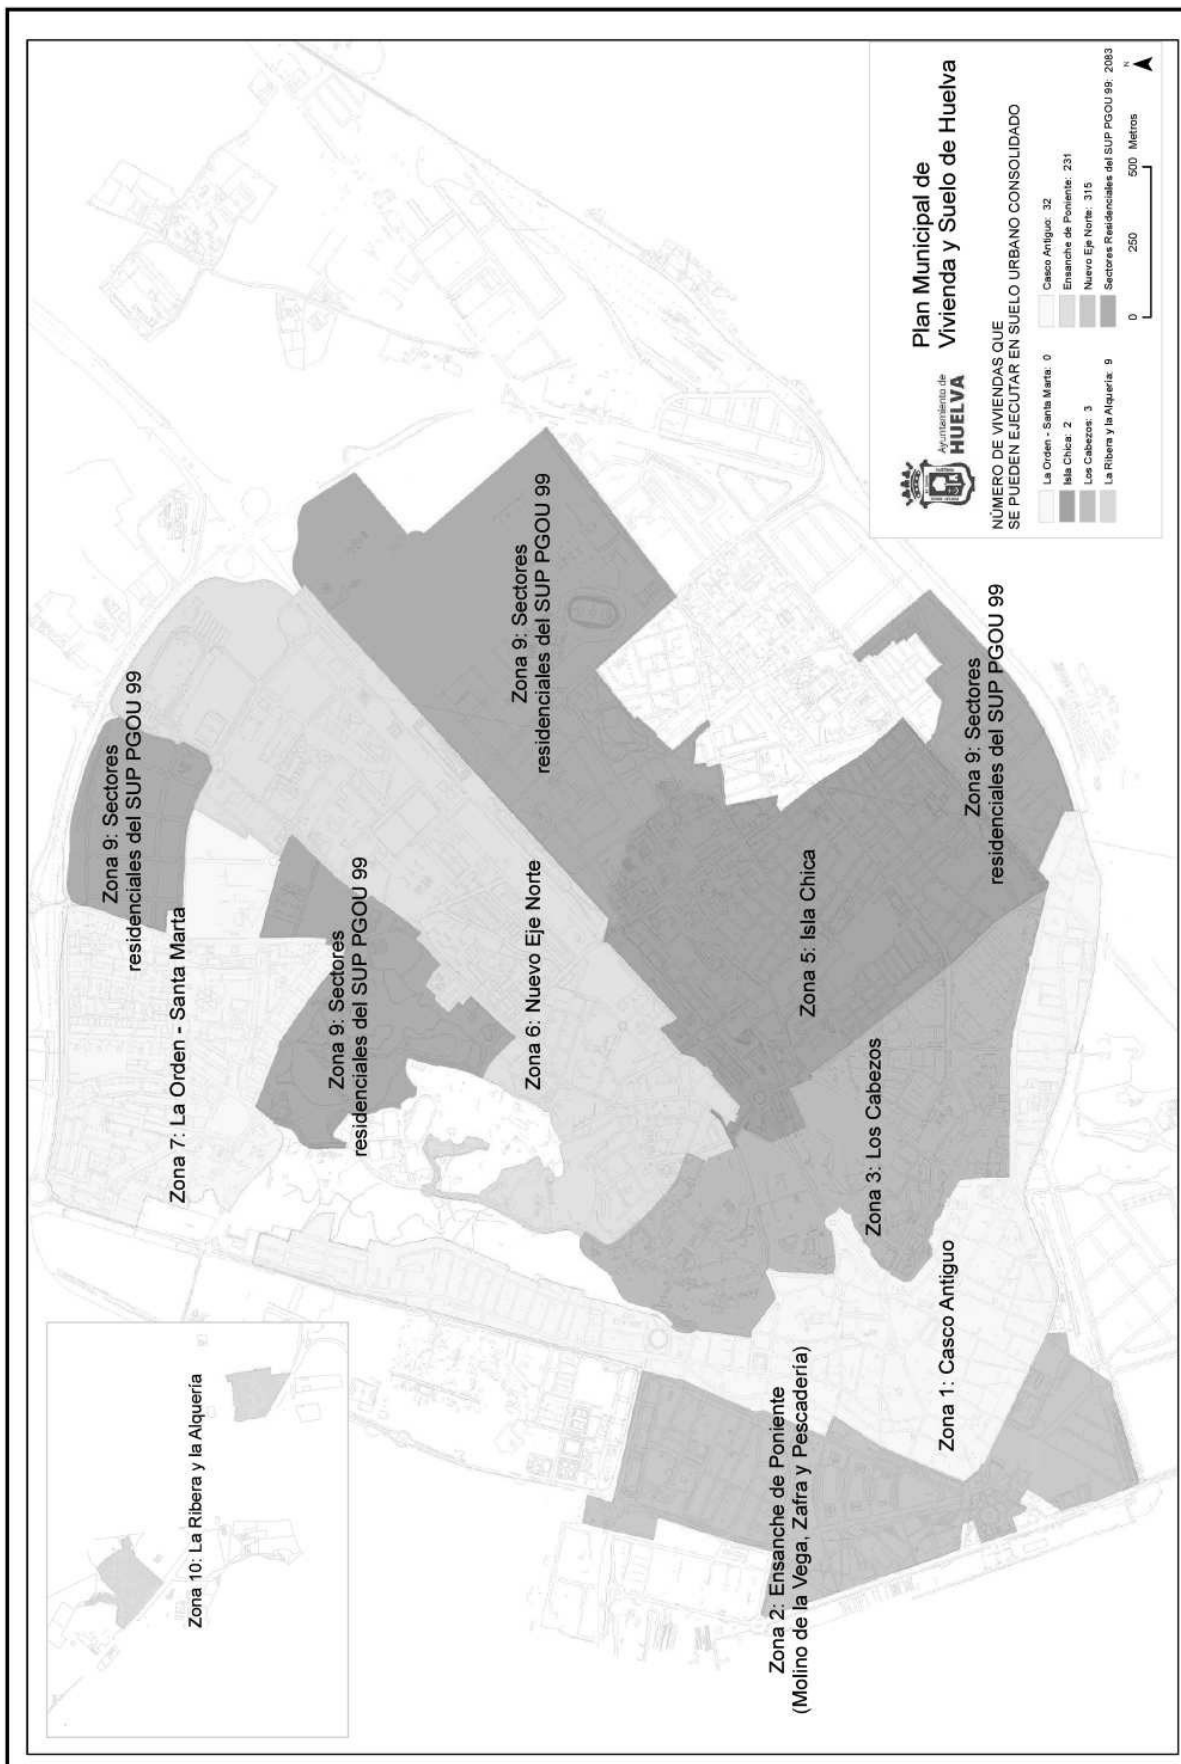 Zona 10: La Ribera y la Alquería
Zona 7: La Orden - Santa Marta
Zona 9: Sectores
residenciales del SUP PGOU 99
Zona 9: Sectores
residenciales del SUP PGOU 99
Zona 6: Nuevo Eje Norte
Zona 9: Sectores
residenciales del SUP PGOU 99
Zona 2: Ensanche de Poniente
(Molino de la Vega, Zafra y Pescadería)
Zona 5: Isla Chica
Zona 3: Los Cabezos
Zona 1: Casco Antiguo
Zona 9: Sectores
residenciales del SUP PGOU 99
Ayuntamiento de
HUELVA
Plan Municipal de
Vivienda y Suelo de Huelva
NÚMERO DE VIVIENDAS QUE
SE PUEDEN EJECUTAR EN SUELO URBANO CONSOLIDADO
La Orden - Santa Marta: 0
Isla Chica: 2
Los Cabezos: 3
La Ribera y la Alquería: 9
Casco Antiguo: 32
Ensanche de Poniente: 231
Nuevo Eje Norte: 315
Sectores Residenciales del SUP PGOU 99: 2083
0 250 500 Metros
N